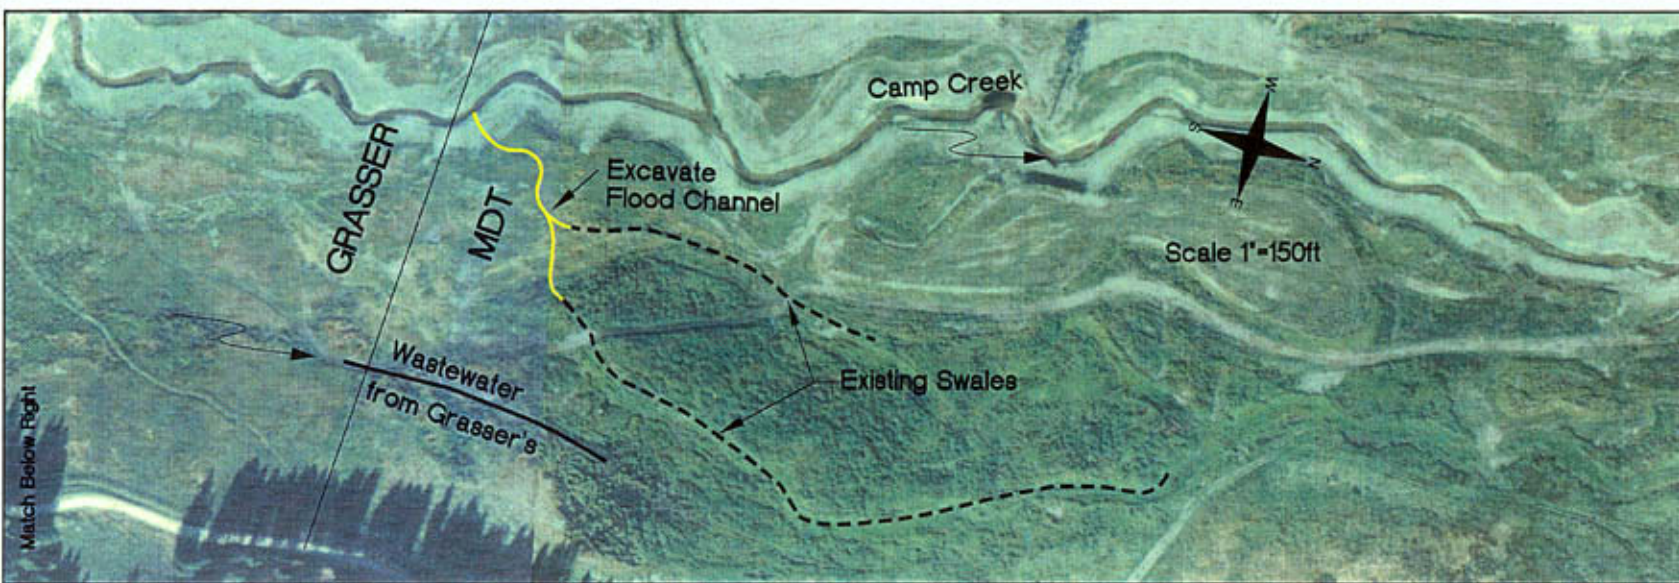 Camp Creek
W
S
N
E
GRASSER
MDT
Excavate
Flood Channel
Scale 1"=150ft
Wastewater
from Grasser's
Existing Swales
Match Below Right